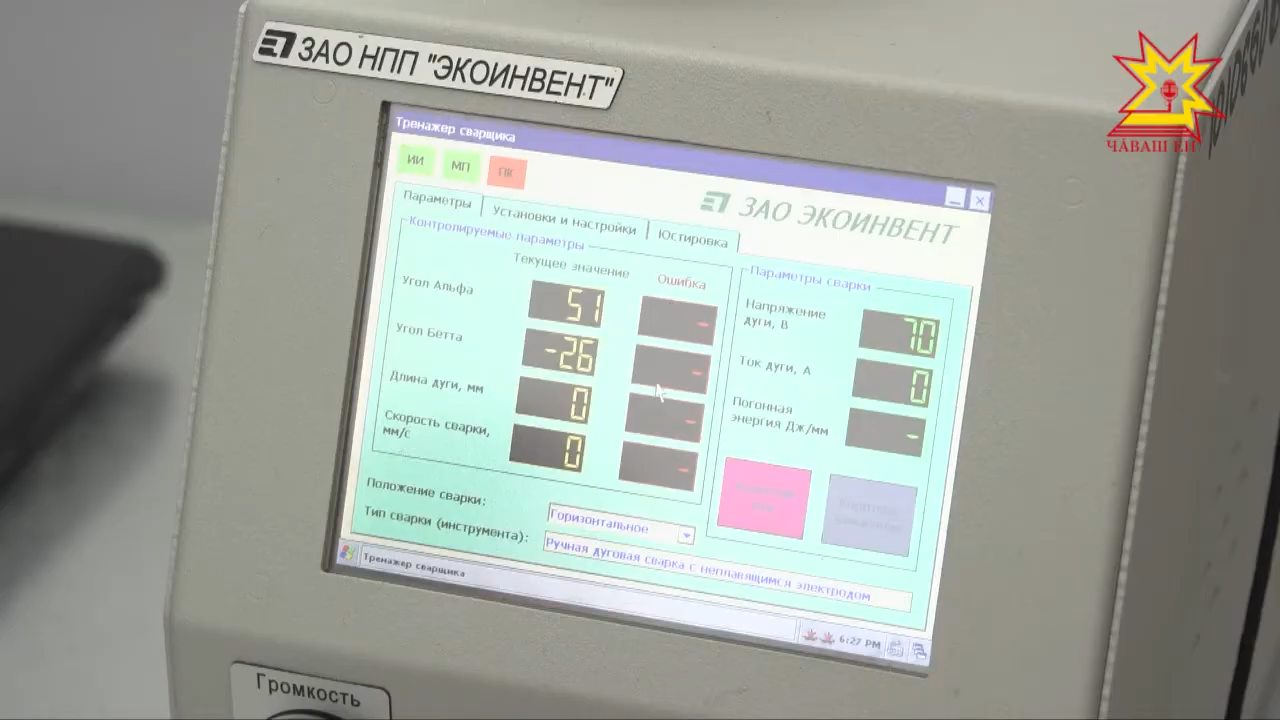 ЗАО НПП "ЭКОИНВЕНТ"
ЧӐВАШ ЕН
Тренажер сварщика
ИИ МП ПК
ЗАО ЭКОИНВЕНТ
Параметры Установки и настройки Юстировка
Контролируемые параметры
Текущее значение Ошибка
Угол Альфа 51 -
Угол Бетта -26 -
Длина дуги, мм 0 -
Скорость сварки, мм/с 0 -
Параметры сварки
Напряжение
дуги, В 70
Ток дуги, А 0
Погонная
энергия Дж/мм -
Положение сварки: Горизонтальное
Тип сварки (инструмента): Ручная дуговая сварка с неплавящимся электродом
Тренажер сварщика 6:27 PM
Громкость